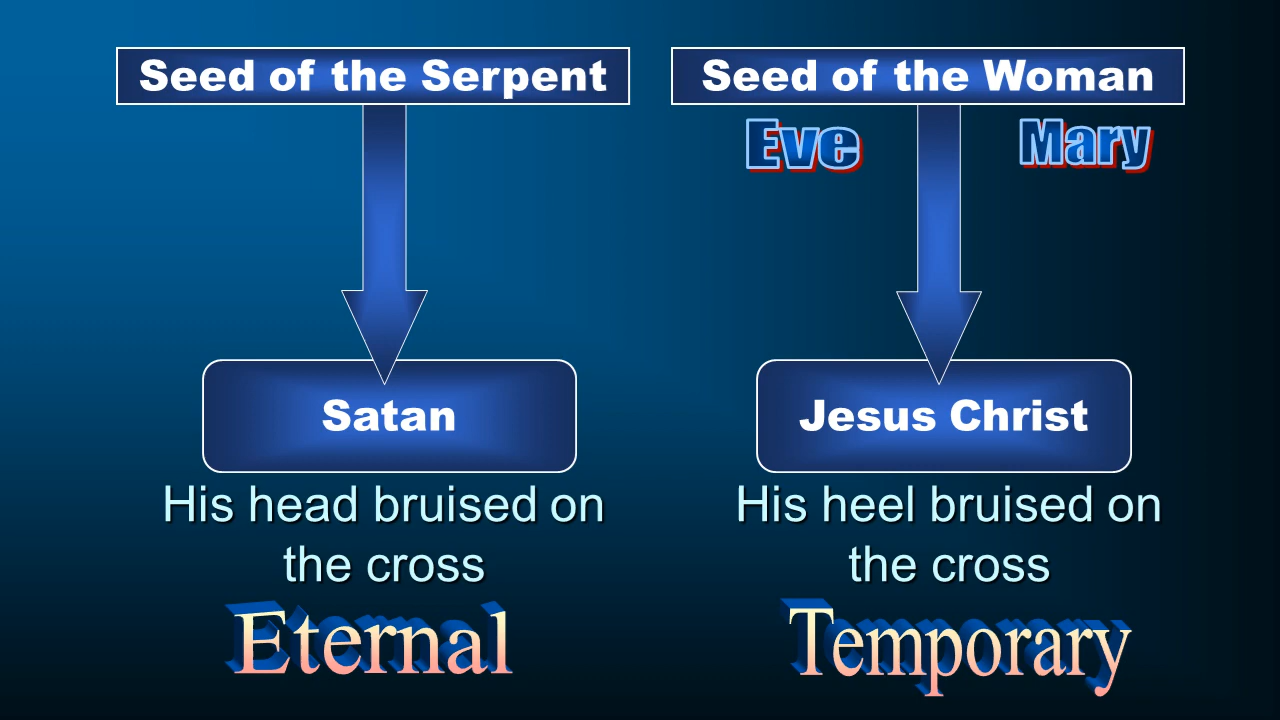 Seed of the Serpent
Satan
His head bruised on
the cross
Eternal
Seed of the Woman
Eve Mary
Jesus Christ
His heel bruised on
the cross
Temporary